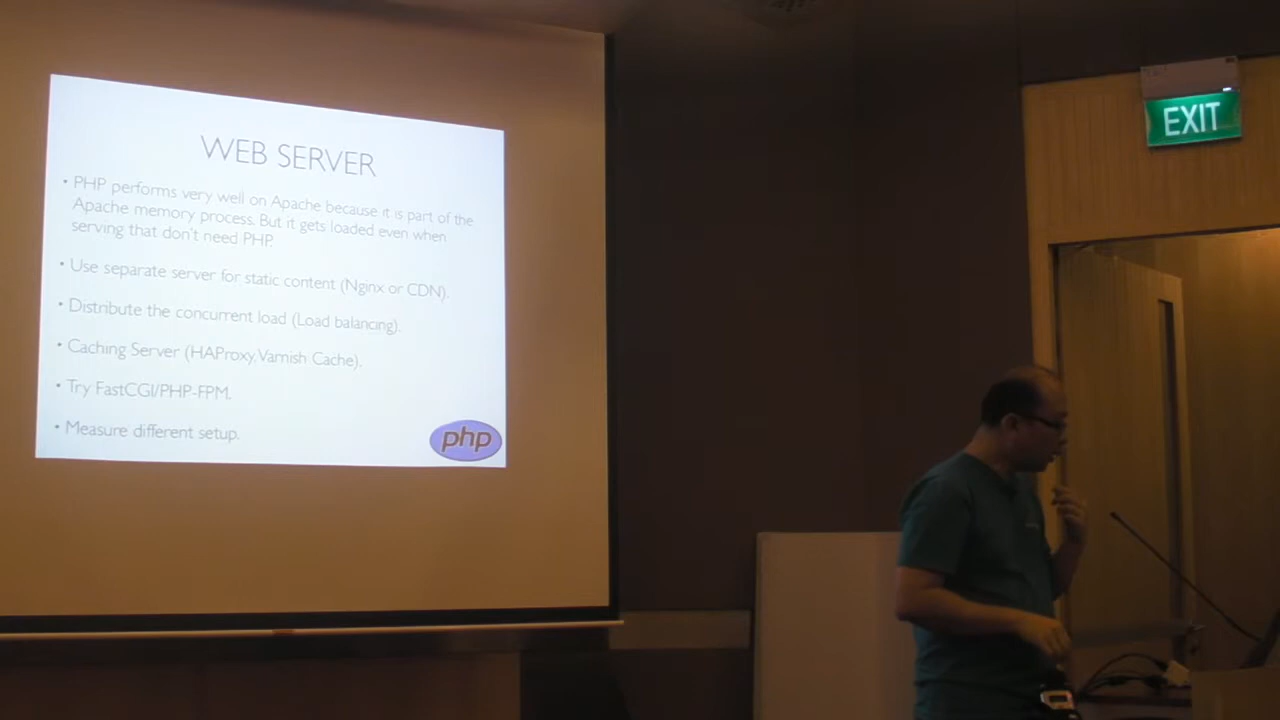 WEB SERVER
• PHP performs very well on Apache because it is part of the
Apache memory process. But it gets loaded even when
serving that don't need PHP.
• Use separate server for static content (Nginx or CDN).
• Distribute the concurrent load (Load balancing).
• Caching Server (HAProxy, Varnish Cache).
• Try FastCGI/PHP-FPM.
• Measure different setup.
php
EXIT